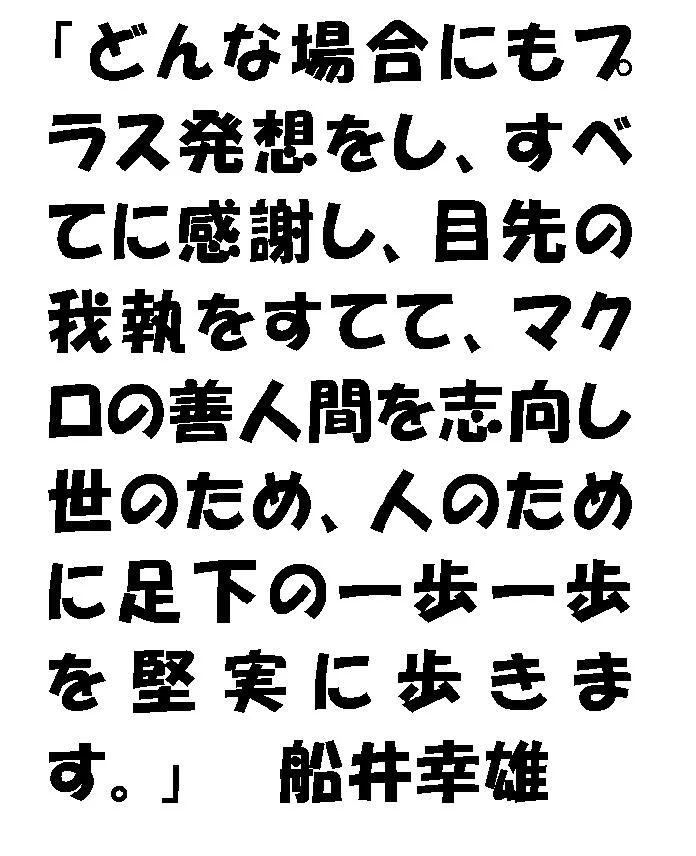 「どんな場合にもプ
ラス発想をし、すべ
てに感謝し、目先の
我執をすてて、マク
ロの善人間を志向し
世のため、人のため
に足下の一歩一歩
を堅実に歩きま
す。」 船井幸雄